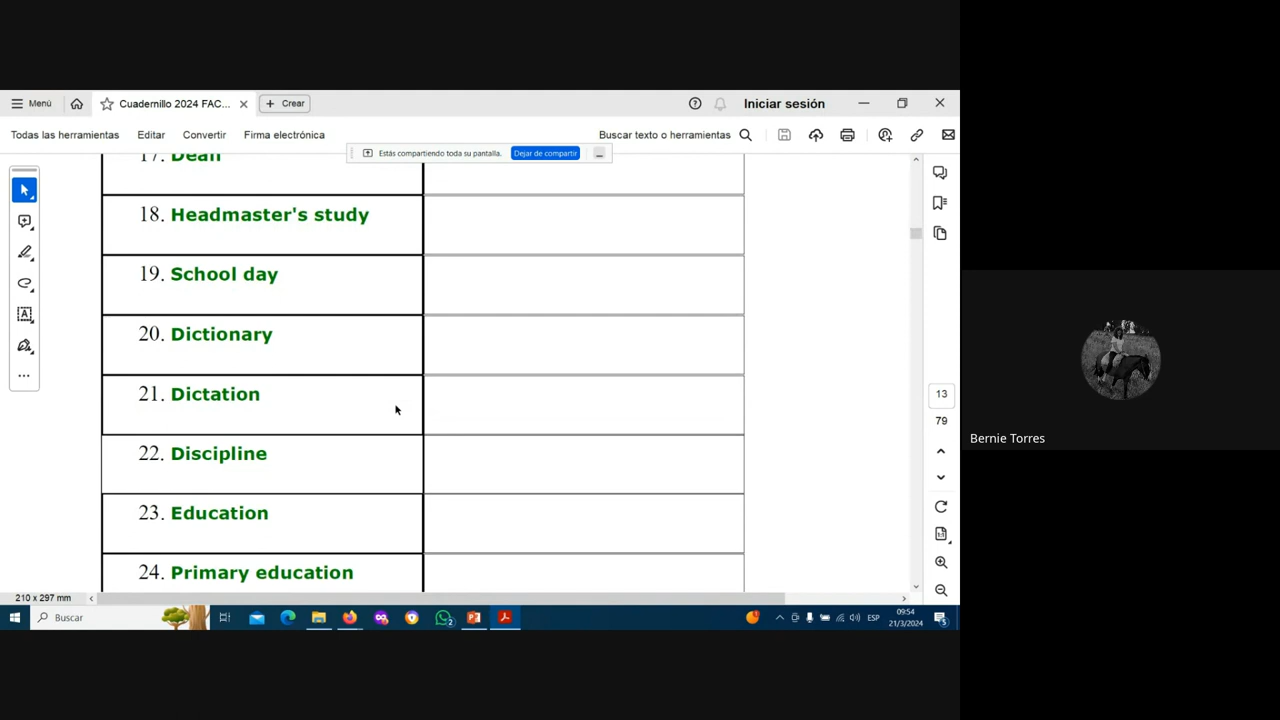 Menú
Cuadernillo 2024 FAC...
Crear
Iniciar sesión
Todas las herramientas
Editar
Convertir
Firma electrónica
Buscar texto o herramientas
Estás compartiendo toda su pantalla.
Dejar de compartir
17. Dean
18. Headmaster's study
19. School day
20. Dictionary
21. Dictation
22. Discipline
23. Education
24. Primary education
13
79
Bernie Torres
210 x 297 mm
Buscar
2
ESP
09:54
21/3/2024
5